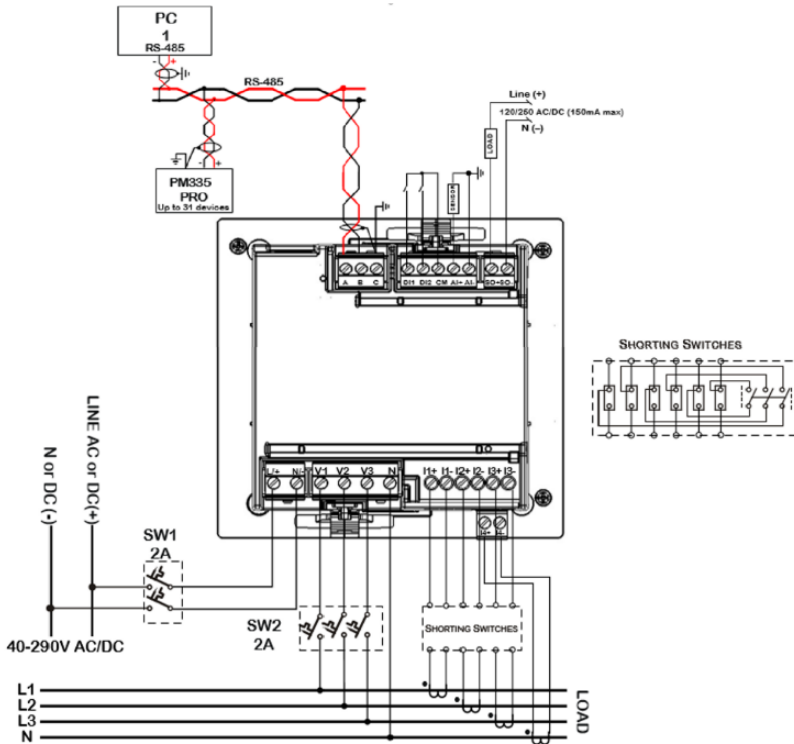 PC
1
RS-485
- +
RS-485
Line (+)
120/250 AC/DC (150mA max)
N (–)
LOAD
SENSOR
- +
PM335
PRO
Up to 31 devices
A B C
DI1 DI2 CM AI+ AI- SO+ SO-
SHORTING SWITCHES
LINE AC or DC(+)
N or DC (-)
L/+ N/- V1 V2 V3 N I1+ I1- I2+ I2- I3+ I3-
I4+
SW1
2A
SW2
2A
SHORTING SWITCHES
40-290V AC/DC
L1
L2
L3
N
LOAD